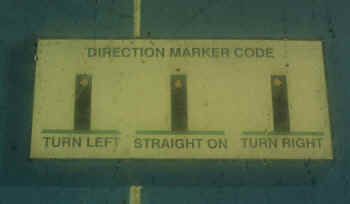 DIRECTION MARKER CODE
TURN LEFT STRAIGHT ON TURN RIGHT